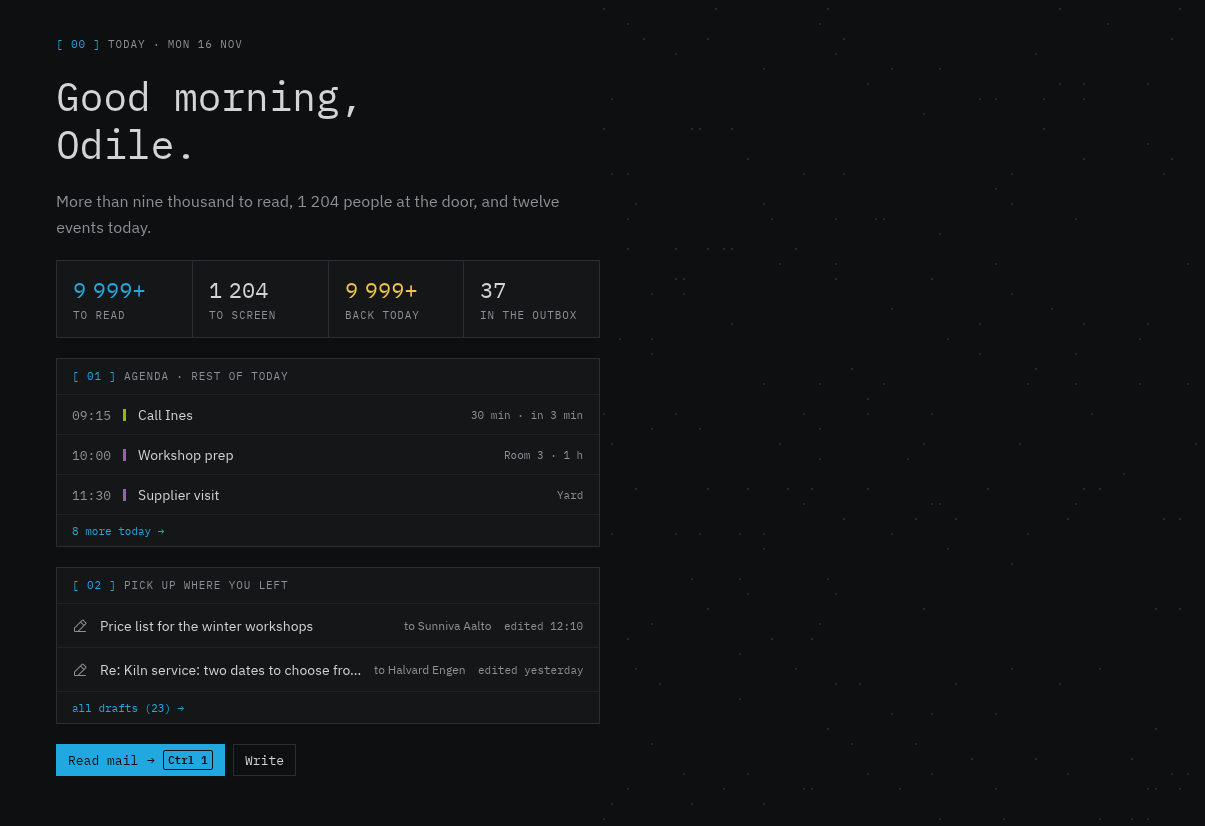 [ 00 ] TODAY · MON 16 NOV
Good morning,
Odile.
More than nine thousand to read, 1 204 people at the door, and twelve
events today.
9 999+ 1 204 9 999+ 37
TO READ TO SCREEN BACK TODAY IN THE OUTBOX
[ 01 ] AGENDA · REST OF TODAY
09:15 Call Ines 30 min · in 3 min
10:00 Workshop prep Room 3 · 1 h
11:30 Supplier visit Yard
8 more today →
[ 02 ] PICK UP WHERE YOU LEFT
Price list for the winter workshops to Sunniva Aalto edited 12:10
Re: Kiln service: two dates to choose fro... to Halvard Engen edited yesterday
all drafts (23) →
Read mail → Ctrl 1 Write